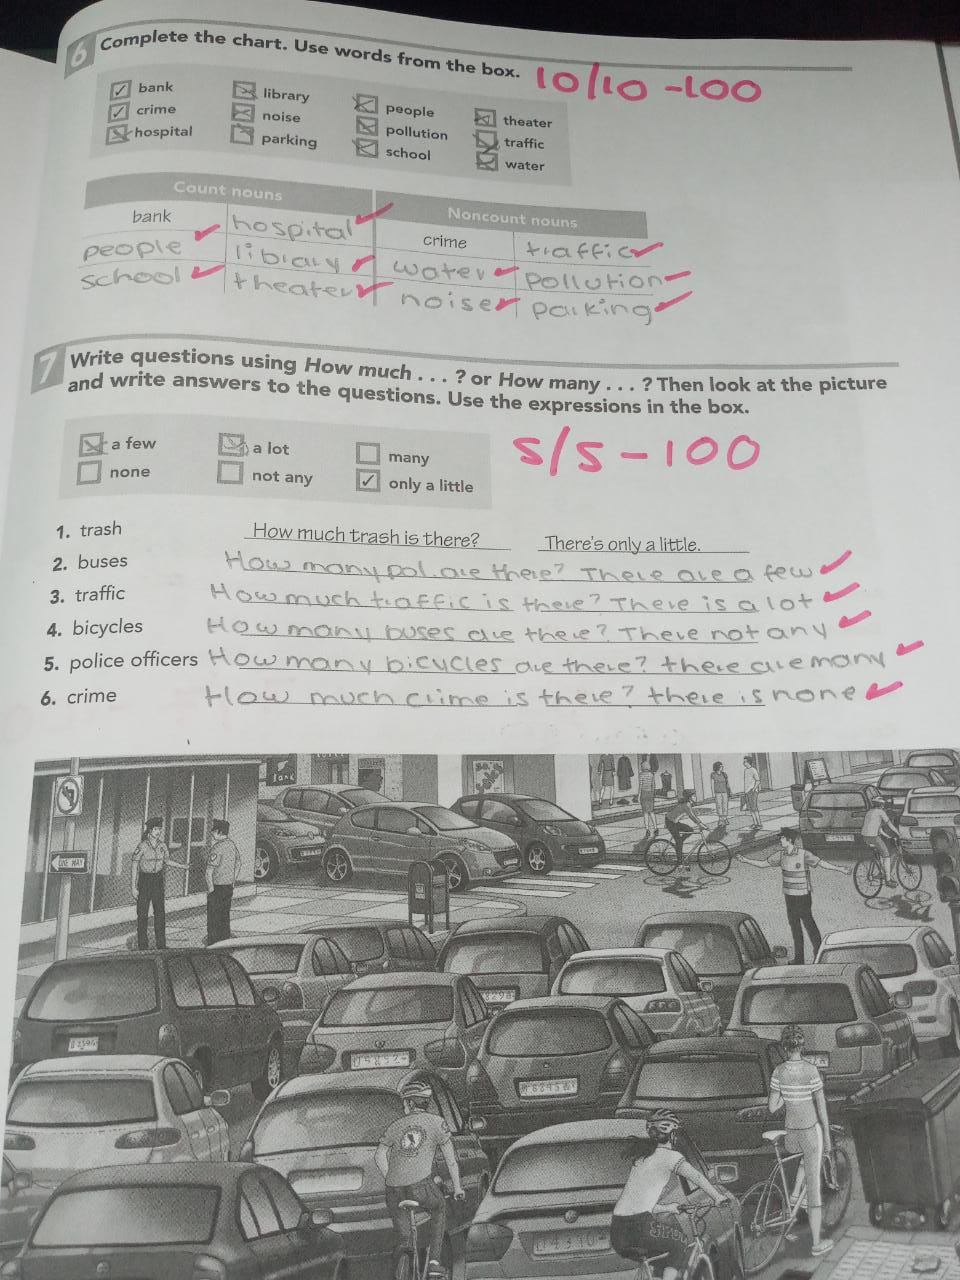 6 Complete the chart. Use words from the box. 10/10 -100
bank library people theater
crime noise pollution traffic
hospital parking school water
Count nouns Noncount nouns
bank hospital crime traffic
people library water pollution
school theater noise parking
7 Write questions using How much . . . ? or How many . . . ? Then look at the picture
and write answers to the questions. Use the expressions in the box.
5/5 - 100
a few a lot many
none not any only a little
1. trash How much trash is there? There's only a little.
2. buses How many pol. are there? There are a few
3. traffic How much traffic is there? There is a lot
4. bicycles How many buses are there? There not any
5. police officers How many bicycles are there? there are many
6. crime How much crime is there? there is none
Bank
ONE WAY